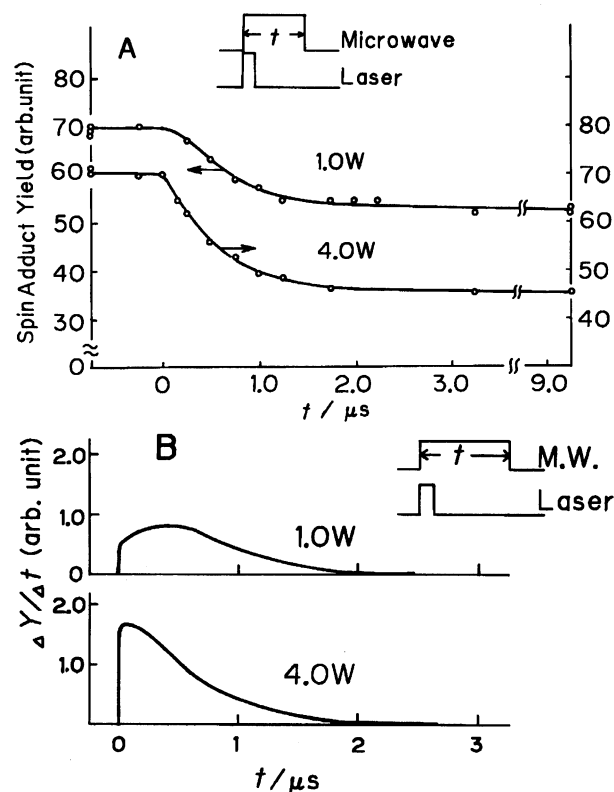 A
t
Microwave
Laser
Spin Adduct Yield (arb.unit)
80
70
60
50
40
30
0
80
70
60
50
40
1.0W
4.0W
0
1.0
2.0
3.0
9.0
t / μs
B
t
M.W.
Laser
ΔY/Δt (arb. unit)
2.0
1.0
0
1.0W
2.0
1.0
4.0W
0
1
2
3
t / μs